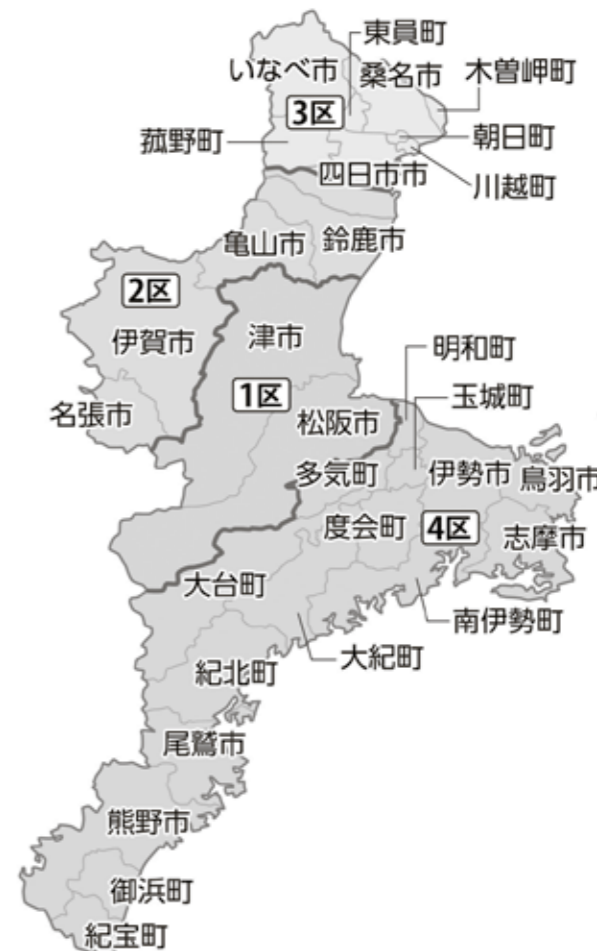 東員町
いなべ市
桑名市
木曽岬町
3区
菰野町
朝日町
四日市市
川越町
亀山市
鈴鹿市
2区
伊賀市
津市
明和町
名張市
1区
玉城町
松阪市
多気町
伊勢市
鳥羽市
度会町
4区
志摩市
大台町
南伊勢町
大紀町
紀北町
尾鷲市
熊野市
御浜町
紀宝町